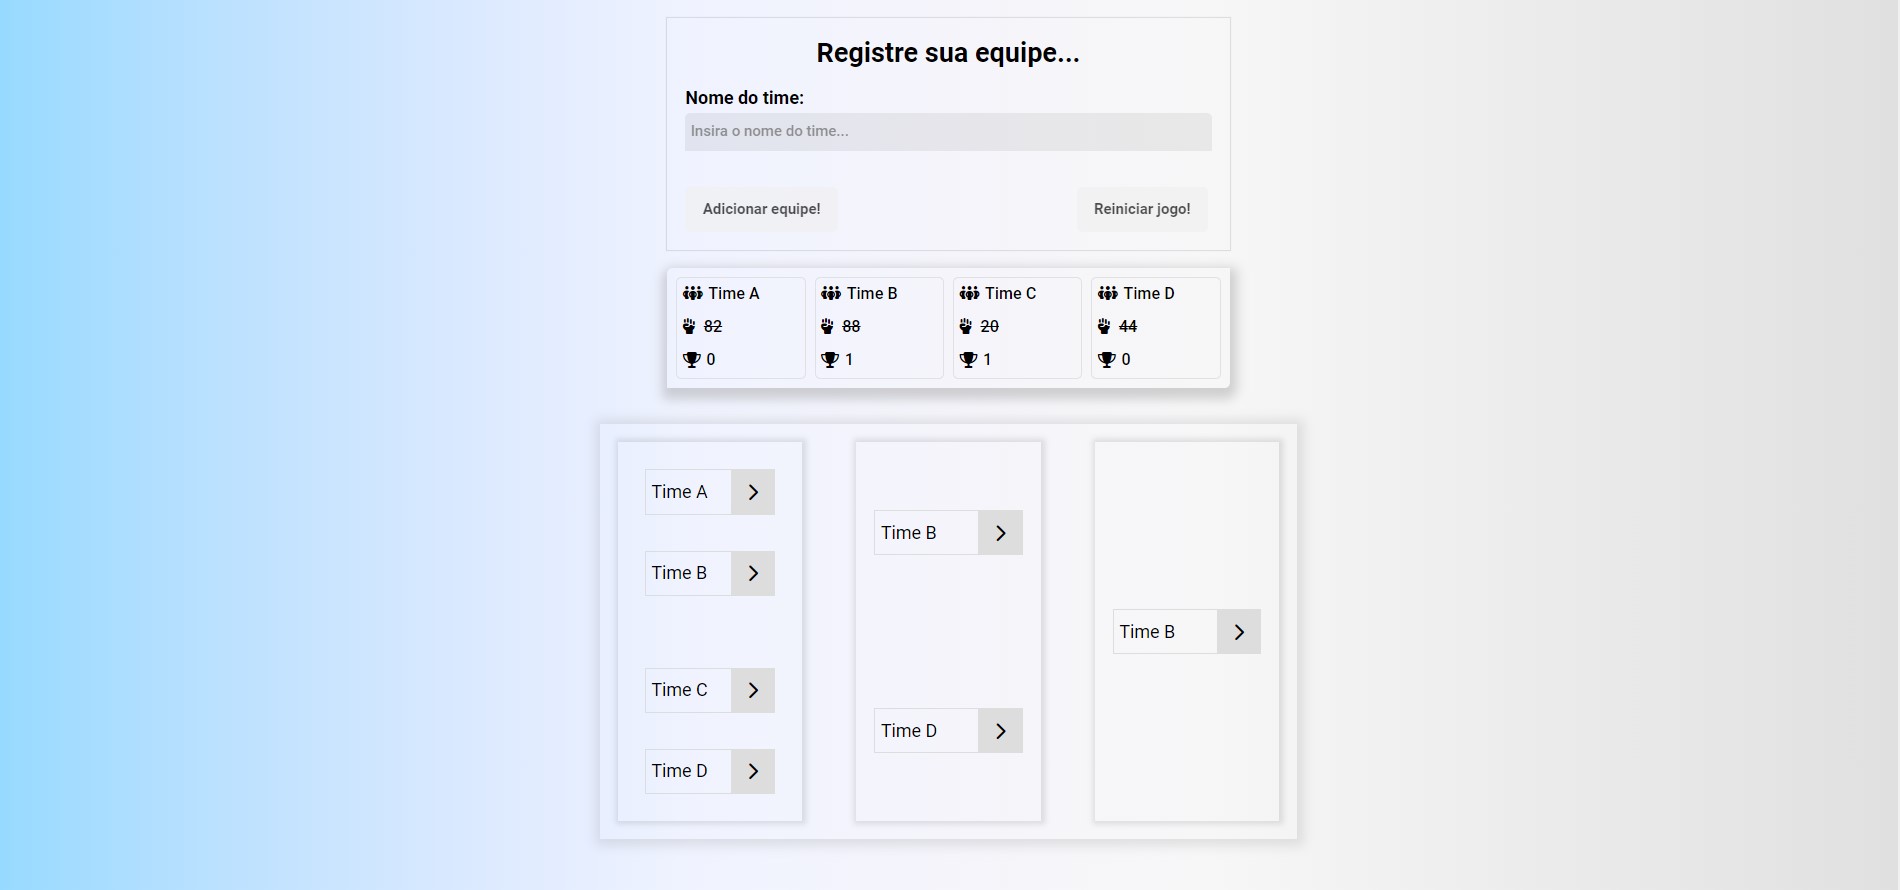 Registre sua equipe...
Nome do time:
Insira o nome do time...
Adicionar equipe! Reiniciar jogo!
Time A Time B Time C Time D
82 88 20 44
0 1 1 0
Time A
Time B
Time C
Time D
Time B
Time D
Time B